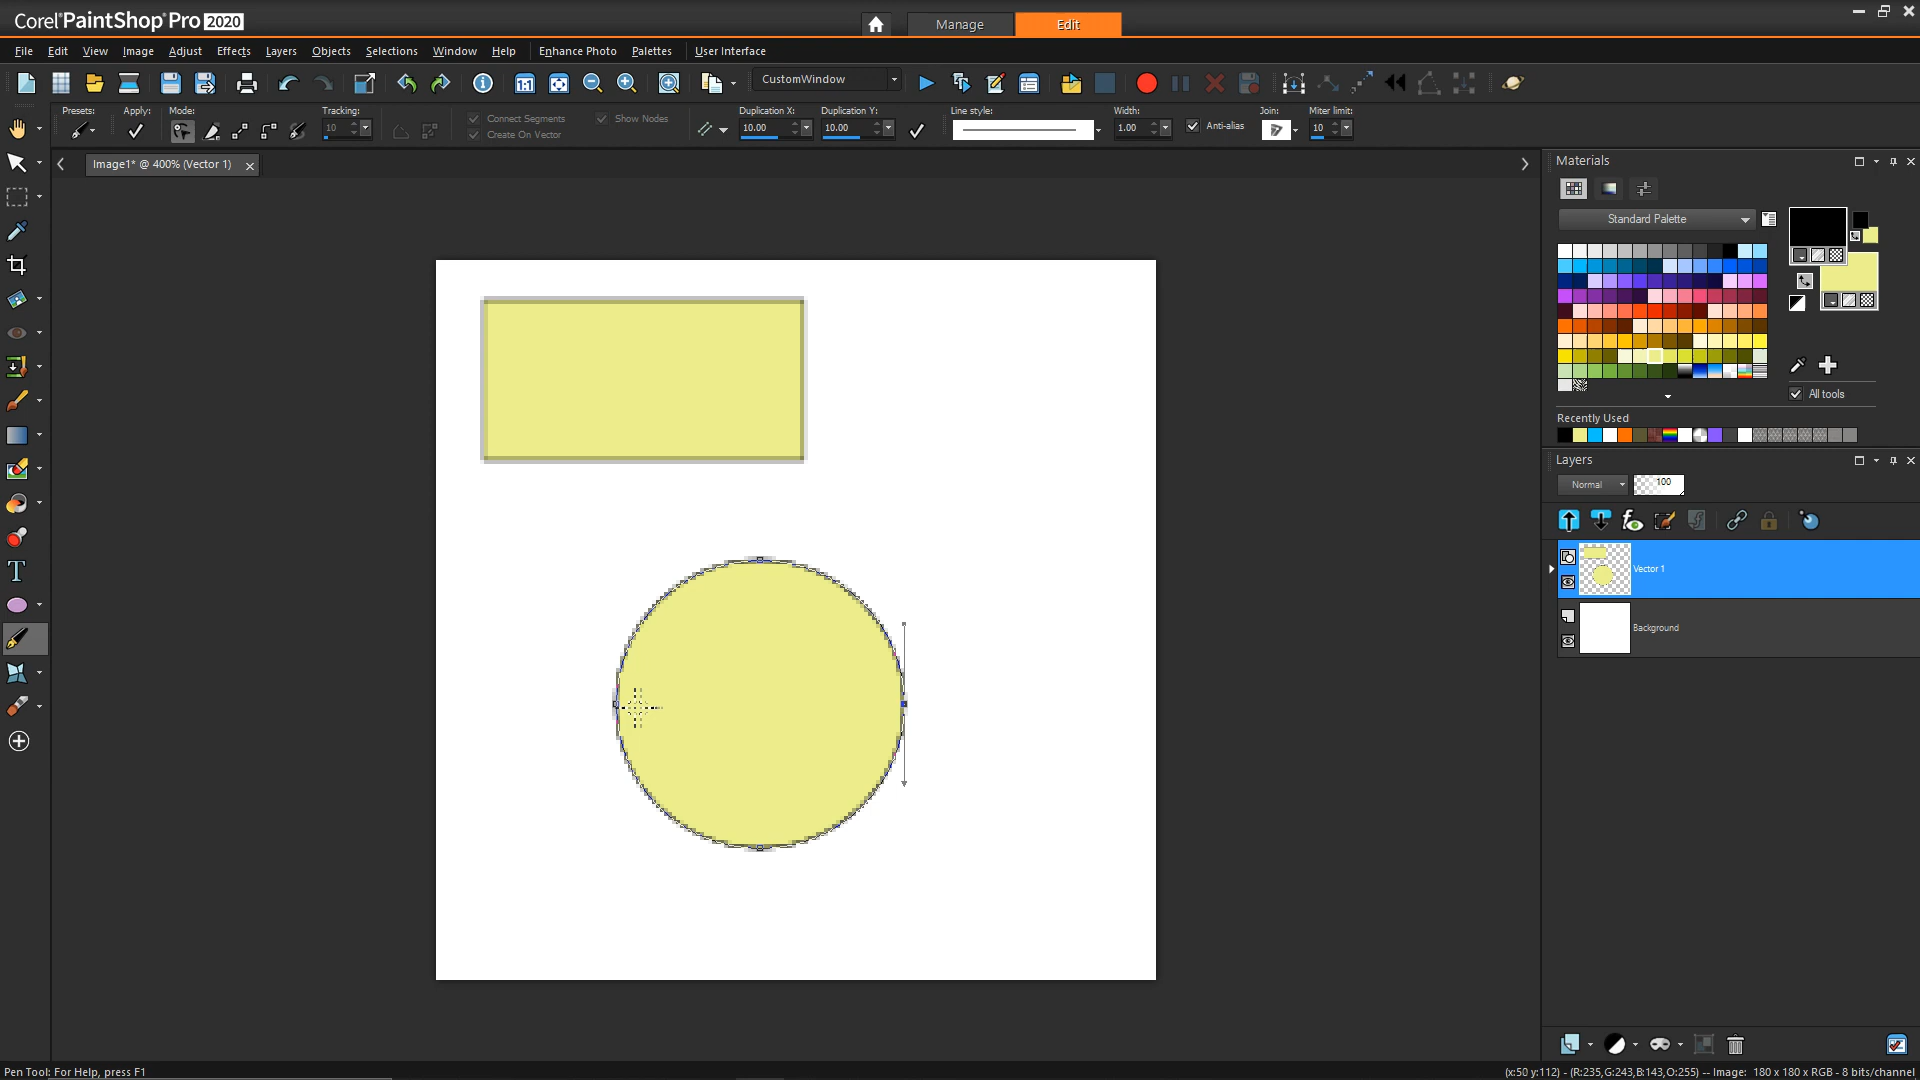 Corel PaintShop Pro 2020
Manage
Edit
File Edit View Image Adjust Effects Layers Objects Selections Window Help Enhance Photo Palettes User Interface
1:1
CustomWindow
Presets: Apply: Mode: Tracking: Connect Segments Show Nodes Duplication X: Duplication Y: Line style: Width: Join: Miter limit:
10 Create On Vector 10.00 10.00 1.00 Anti-alias 10
Image1* @ 400% (Vector 1)
Materials
Standard Palette
All tools
Recently Used
Layers
Normal 100
Vector 1
Background
Pen Tool: For Help, press F1
(x:50 y:112) - (R:235,G:243,B:143,O:255) -- Image: 180 x 180 x RGB - 8 bits/channel